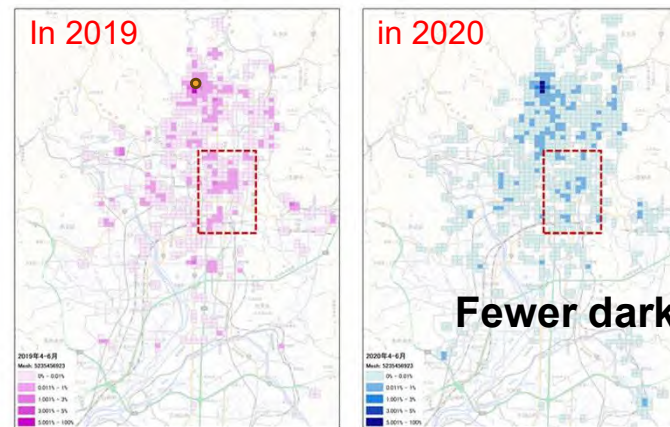 In 2019
in 2020
Fewer dark
2019年4-6月
Mesh: 5235456923
0% - 0.01%
0.011% - 1%
1.001% - 3%
3.001% - 5%
5.001% - 100%
2020年4-6月
Mesh: 5235456923
0% - 0.01%
0.011% - 1%
1.001% - 3%
3.001% - 5%
5.001% - 100%